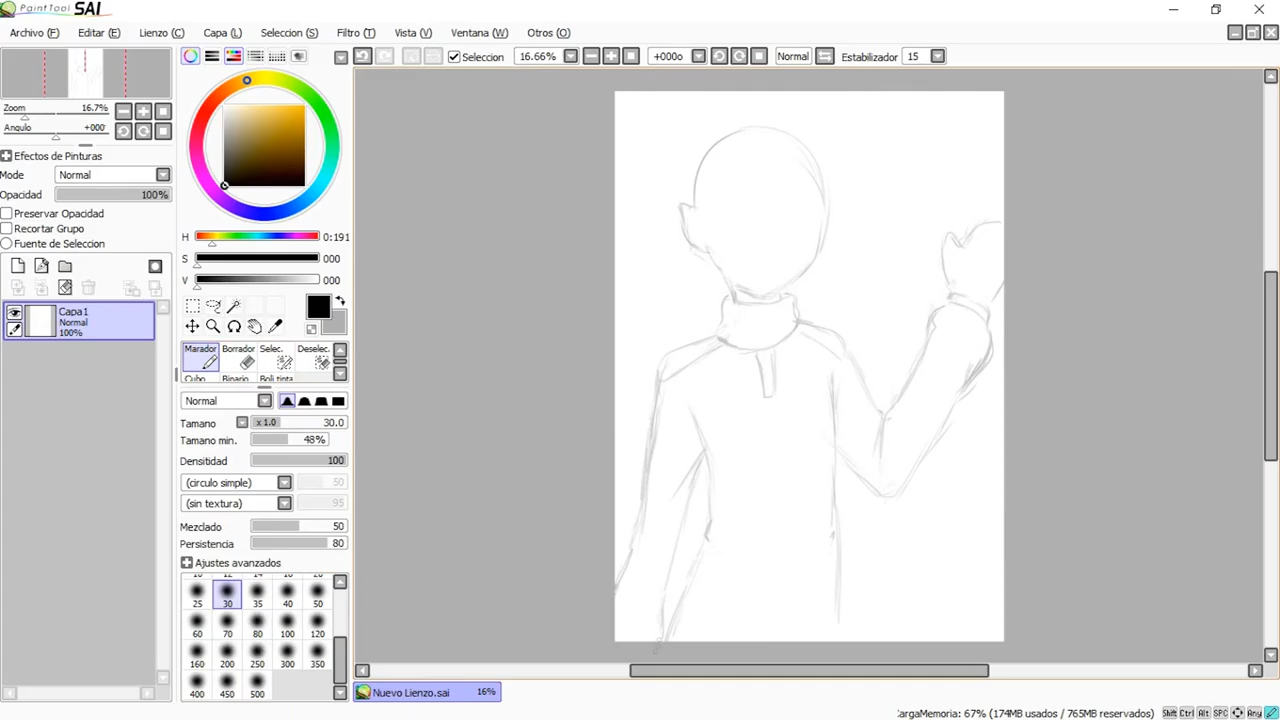 PaintTool SAI
Archivo (F) Editar (E) Lienzo (C) Capa (L) Seleccion (S) Filtro (T) Vista (V) Ventana (W) Otros (O)
Seleccion 16.66% +000o Normal Estabilizador 15
Zoom 16.7%
Angulo +000°
Efectos de Pinturas
Mode Normal
Opacidad 100%
Preservar Opacidad
Recortar Grupo
Fuente de Seleccion
Capa1
Normal
100%
H 0:191
S 000
V 000
Marador Borrador Selec. Deselec.
Cubo Binario Boli tinta
Normal
Tamano x 1.0 30.0
Tamano min. 48%
Densitidad 100
(circulo simple) 50
(sin textura) 95
Mezclado 50
Persistencia 80
Ajustes avanzados
25 30 35 40 50
60 70 80 100 120
160 200 250 300 350
400 450 500
Nuevo Lienzo.sai 16%
CargaMemoria: 67% (174MB usados / 765MB reservados) Shift Ctrl Alt SPC Any